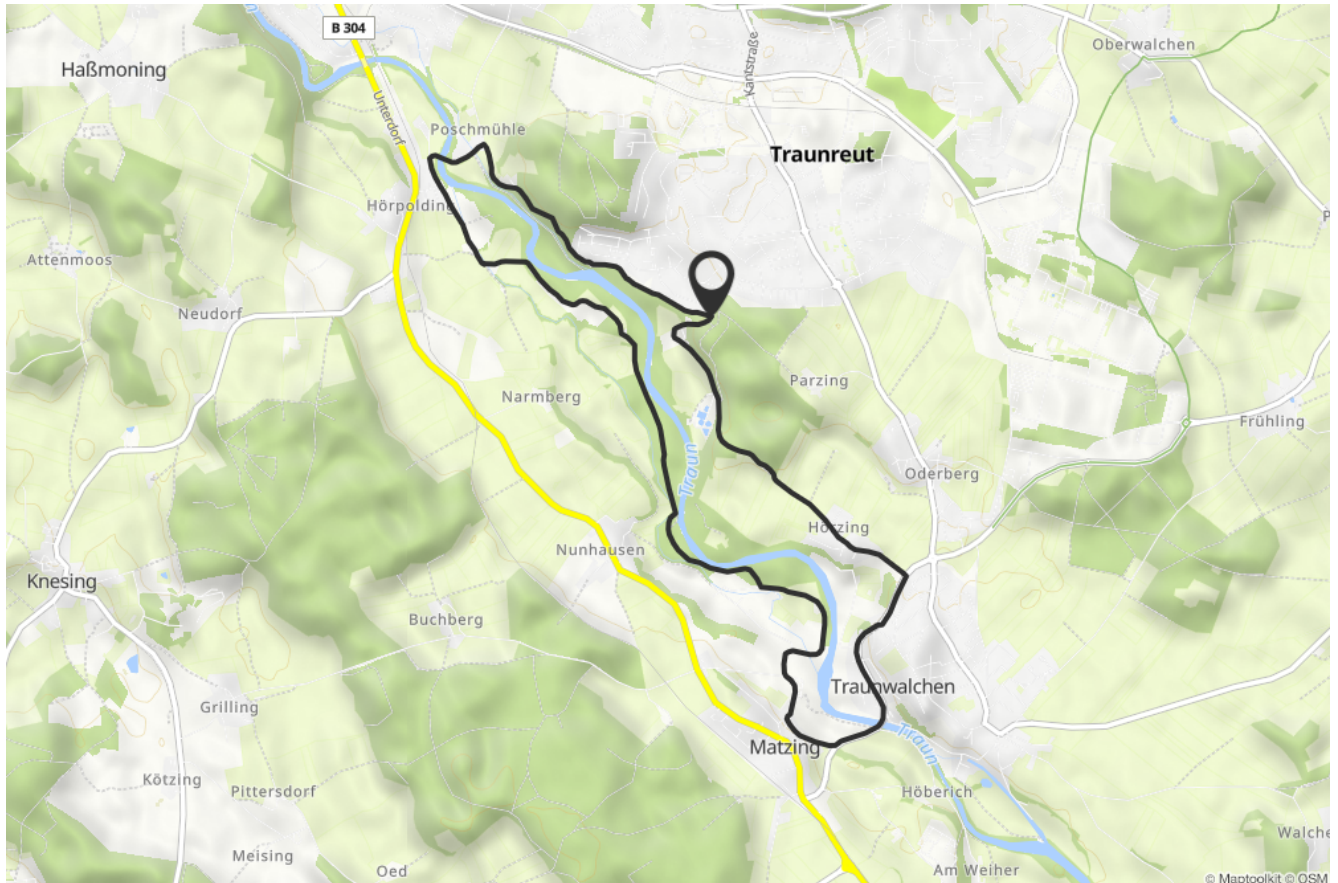 B 304
Oberwalchen
Haßmoning
Kantstraße
Unterdorf
Poschmühle
Traunreut
Hörpolding
Attenmoos
Neudorf
Parzing
Narmberg
Frühling
Traun
Oderberg
Hörzing
Nunhausen
Knesing
Buchberg
Traunwalchen
Grilling
Traun
Matzing
Kötzing
Pittersdorf
Höberich
Walche
Meising
Oed
Am Weiher
© Maptoolkit © OSM